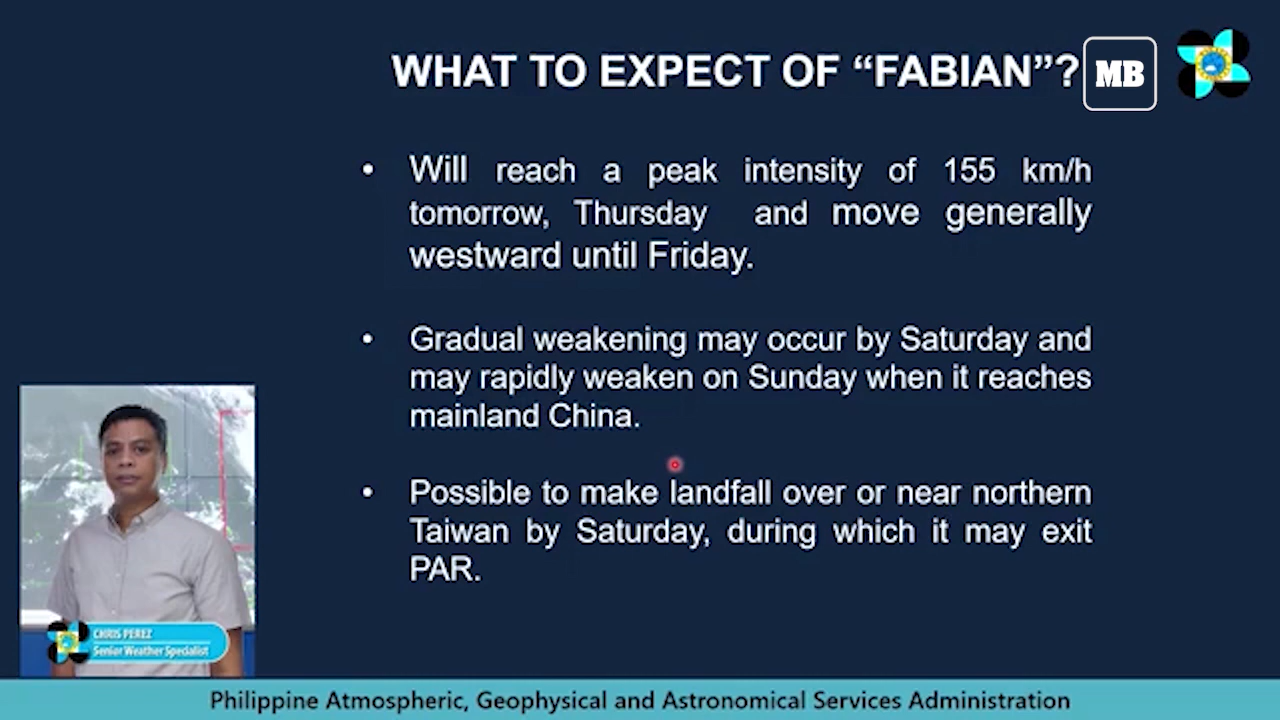 WHAT TO EXPECT OF “FABIAN”?
MB
• Will reach a peak intensity of 155 km/h
tomorrow, Thursday and move generally
westward until Friday.
• Gradual weakening may occur by Saturday and
may rapidly weaken on Sunday when it reaches
mainland China.
• Possible to make landfall over or near northern
Taiwan by Saturday, during which it may exit
PAR.
CHRIS PEREZ
Senior Weather Specialist
Philippine Atmospheric, Geophysical and Astronomical Services Administration